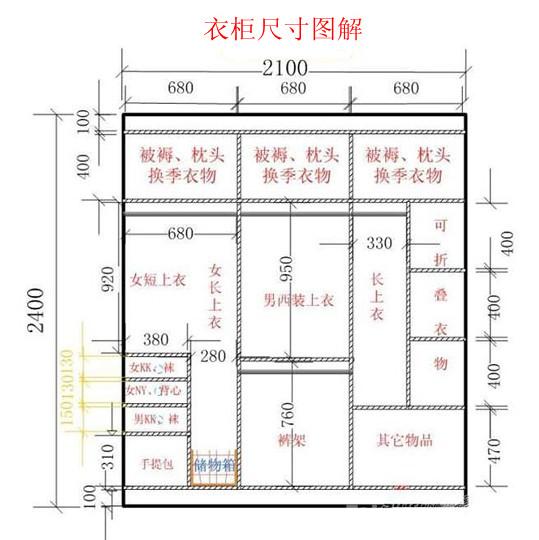 衣柜尺寸图解
2100
680 680 680
100
400
被褥、枕头
换季衣物
被褥、枕头
换季衣物
被褥、枕头
换季衣物
2400
920
680
女短上衣
女长上衣
950
男西装上衣
330
长上衣
可折叠衣物
400
400
400
380
280
130
130
150
女KK、袜
女NY、背心
男KK、袜
310
手提包
储物箱
760
裤架
其它物品
470
100